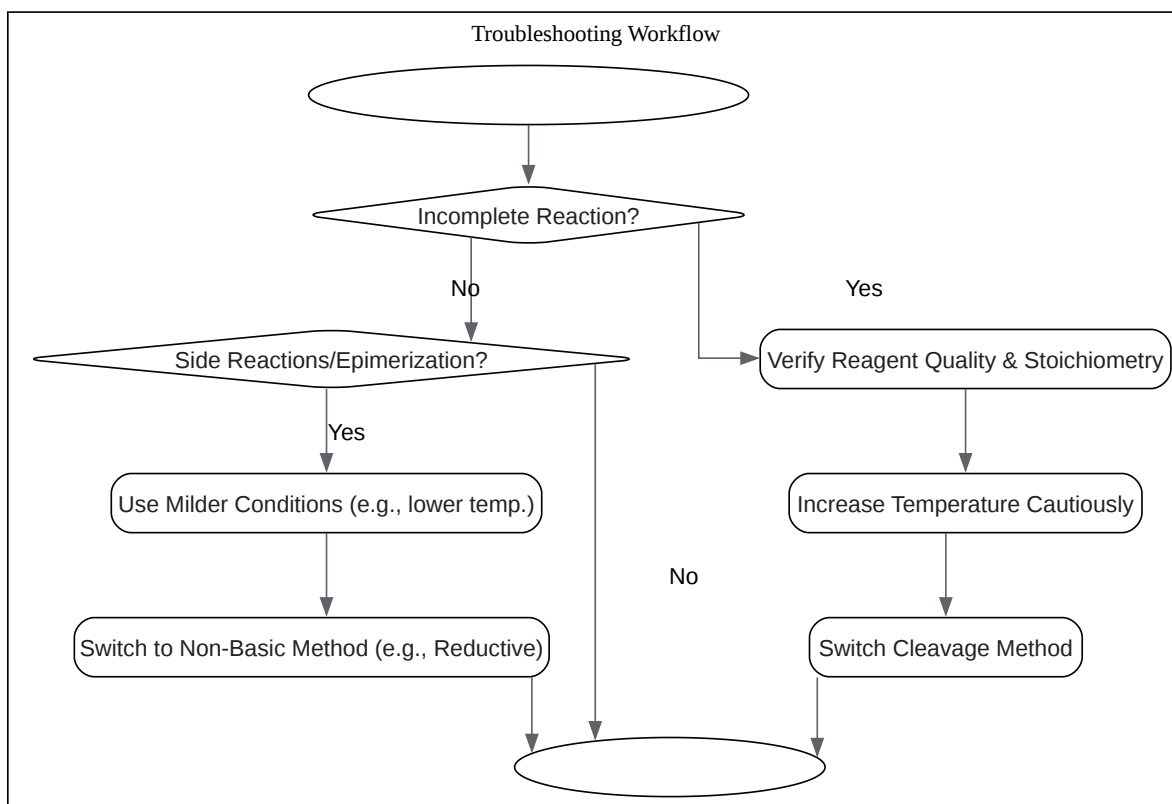 Troubleshooting Workflow
Incomplete Reaction?
No
Yes
Side Reactions/Epimerization?
Verify Reagent Quality & Stoichiometry
Yes
Use Milder Conditions (e.g., lower temp.)
Increase Temperature Cautiously
No
Switch to Non-Basic Method (e.g., Reductive)
Switch Cleavage Method